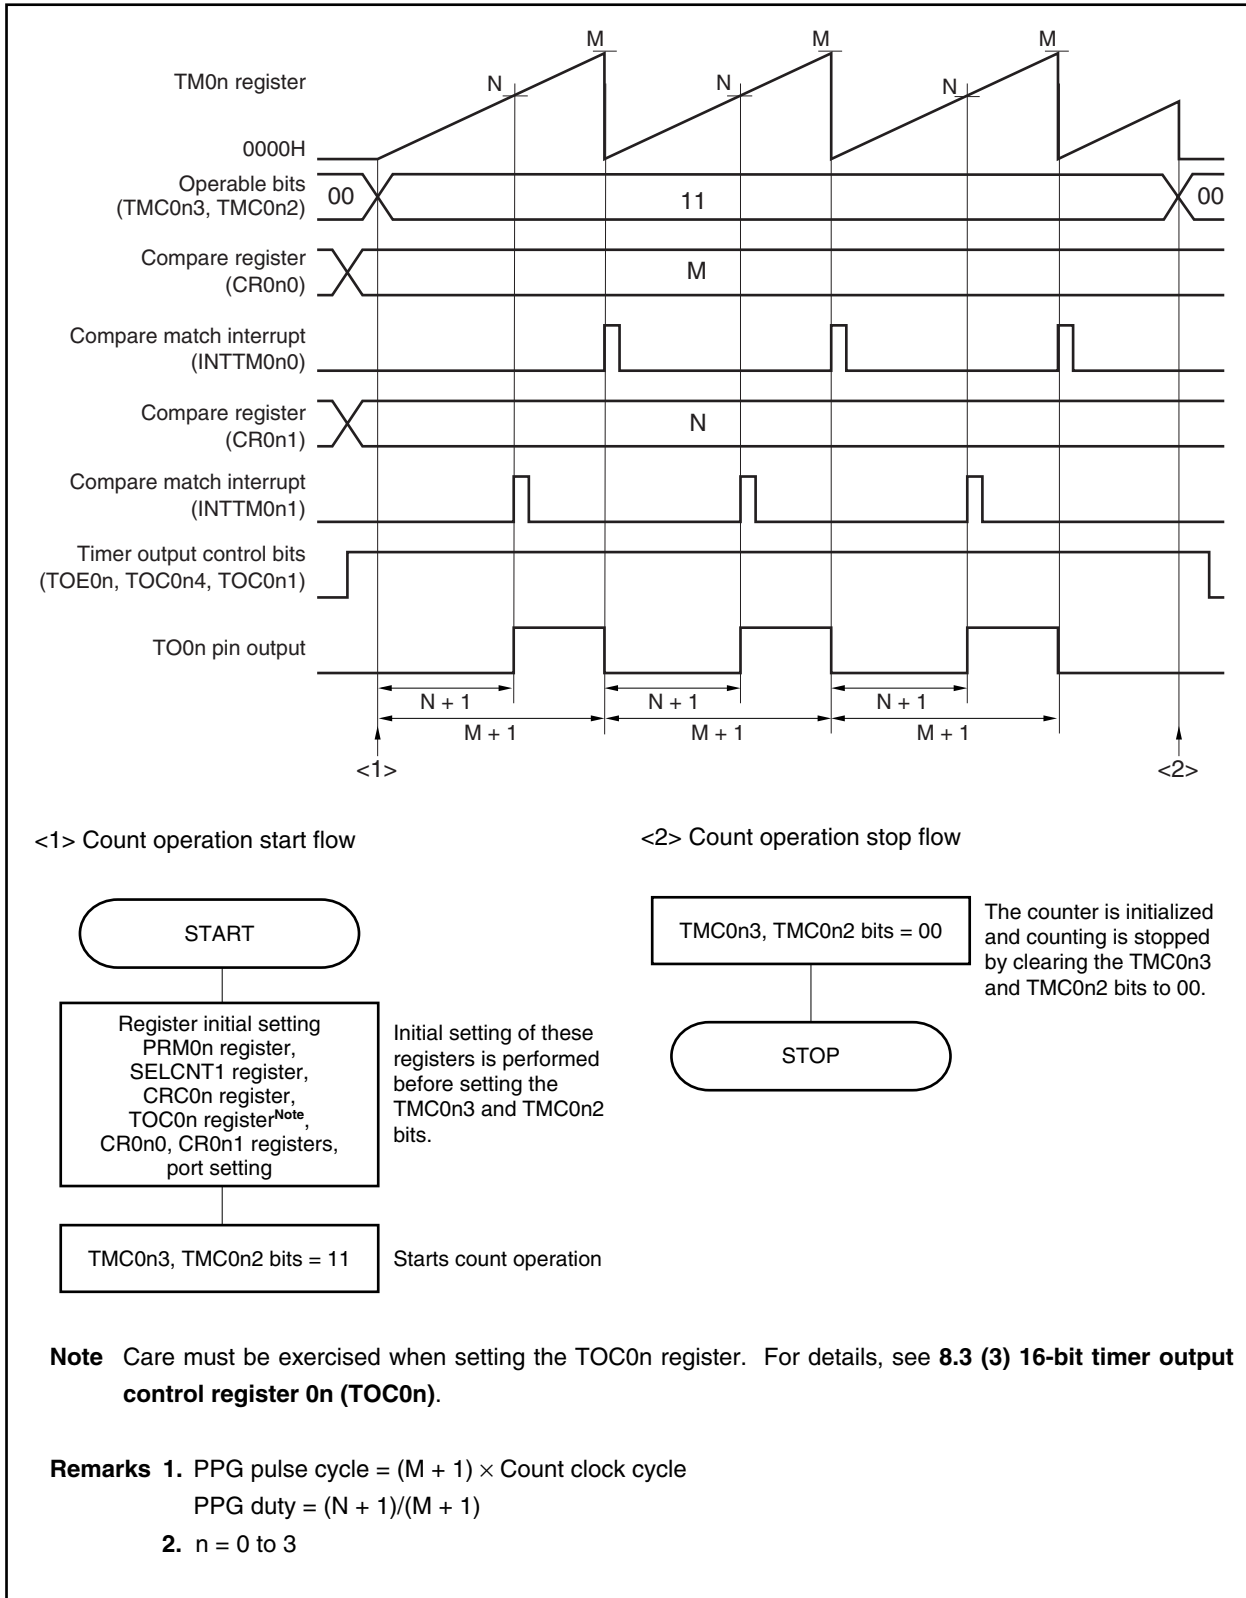 M M M
TM0n register
N N N
0000H
Operable bits
(TMC0n3, TMC0n2)
00 11 00
Compare register
(CR0n0)
M
Compare match interrupt
(INTTM0n0)
Compare register
(CR0n1)
N
Compare match interrupt
(INTTM0n1)
Timer output control bits
(TOE0n, TOC0n4, TOC0n1)
TO0n pin output
N + 1 N + 1 N + 1
M + 1 M + 1 M + 1
<1> <2>
<1> Count operation start flow
START
Register initial setting
PRM0n register,
SELCNT1 register,
CRC0n register,
TOC0n registerNote,
CR0n0, CR0n1 registers,
port setting
Initial setting of these
registers is performed
before setting the
TMC0n3 and TMC0n2
bits.
TMC0n3, TMC0n2 bits = 11
Starts count operation
<2> Count operation stop flow
TMC0n3, TMC0n2 bits = 00
The counter is initialized
and counting is stopped
by clearing the TMC0n3
and TMC0n2 bits to 00.
STOP
Note Care must be exercised when setting the TOC0n register. For details, see 8.3 (3) 16-bit timer output
control register 0n (TOC0n).
Remarks 1. PPG pulse cycle = (M + 1) × Count clock cycle
PPG duty = (N + 1)/(M + 1)
2. n = 0 to 3